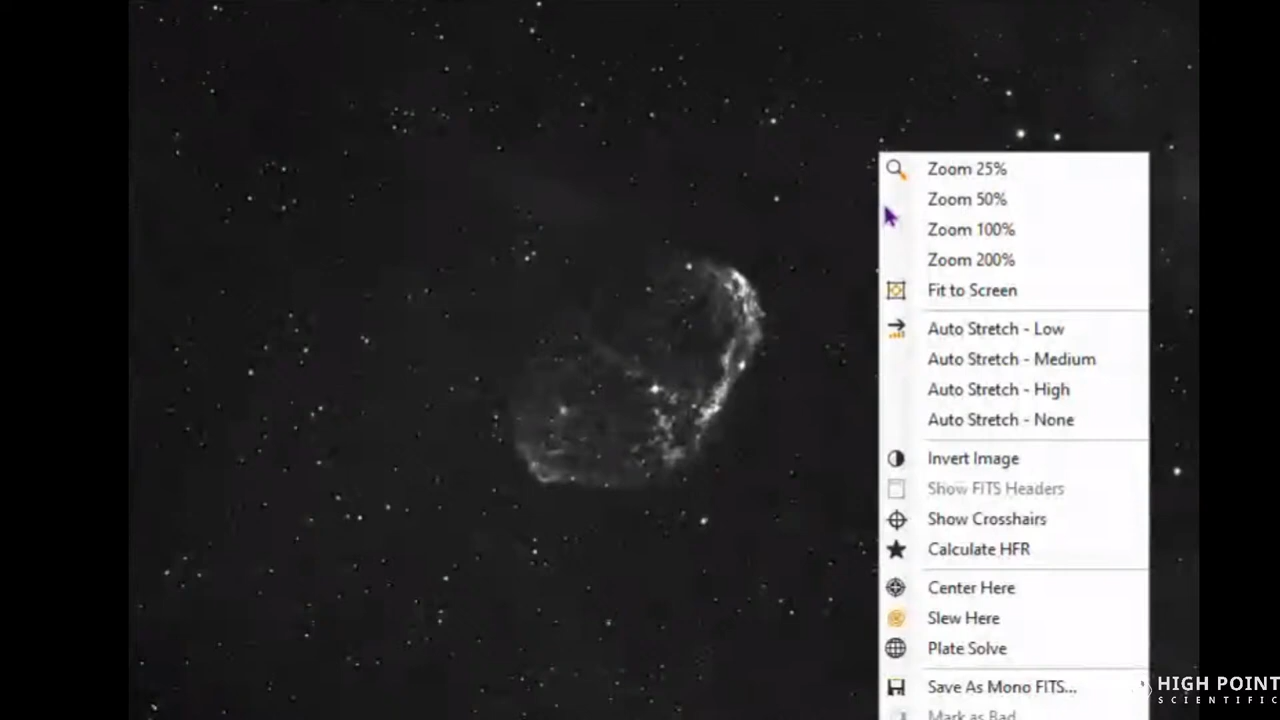 Zoom 25%
Zoom 50%
Zoom 100%
Zoom 200%
Fit to Screen
Auto Stretch - Low
Auto Stretch - Medium
Auto Stretch - High
Auto Stretch - None
Invert Image
Show FITS Headers
Show Crosshairs
Calculate HFR
Center Here
Slew Here
Plate Solve
Save As Mono FITS...
Mark as Bad
HIGH POINT
SCIENTIFIC